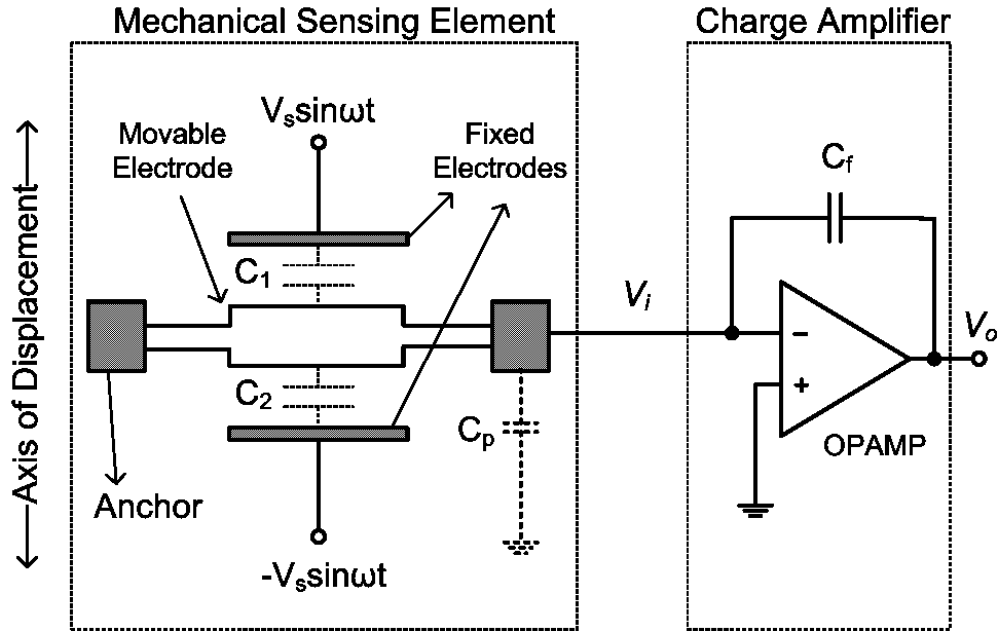 Mechanical Sensing Element
Charge Amplifier
Axis of Displacement
Vₛsinωt
Movable
Electrode
Fixed
Electrodes
C₁
C₂
Cₚ
Anchor
-Vₛsinωt
Vᵢ
C_f
−
+
OPAMP
Vₒ